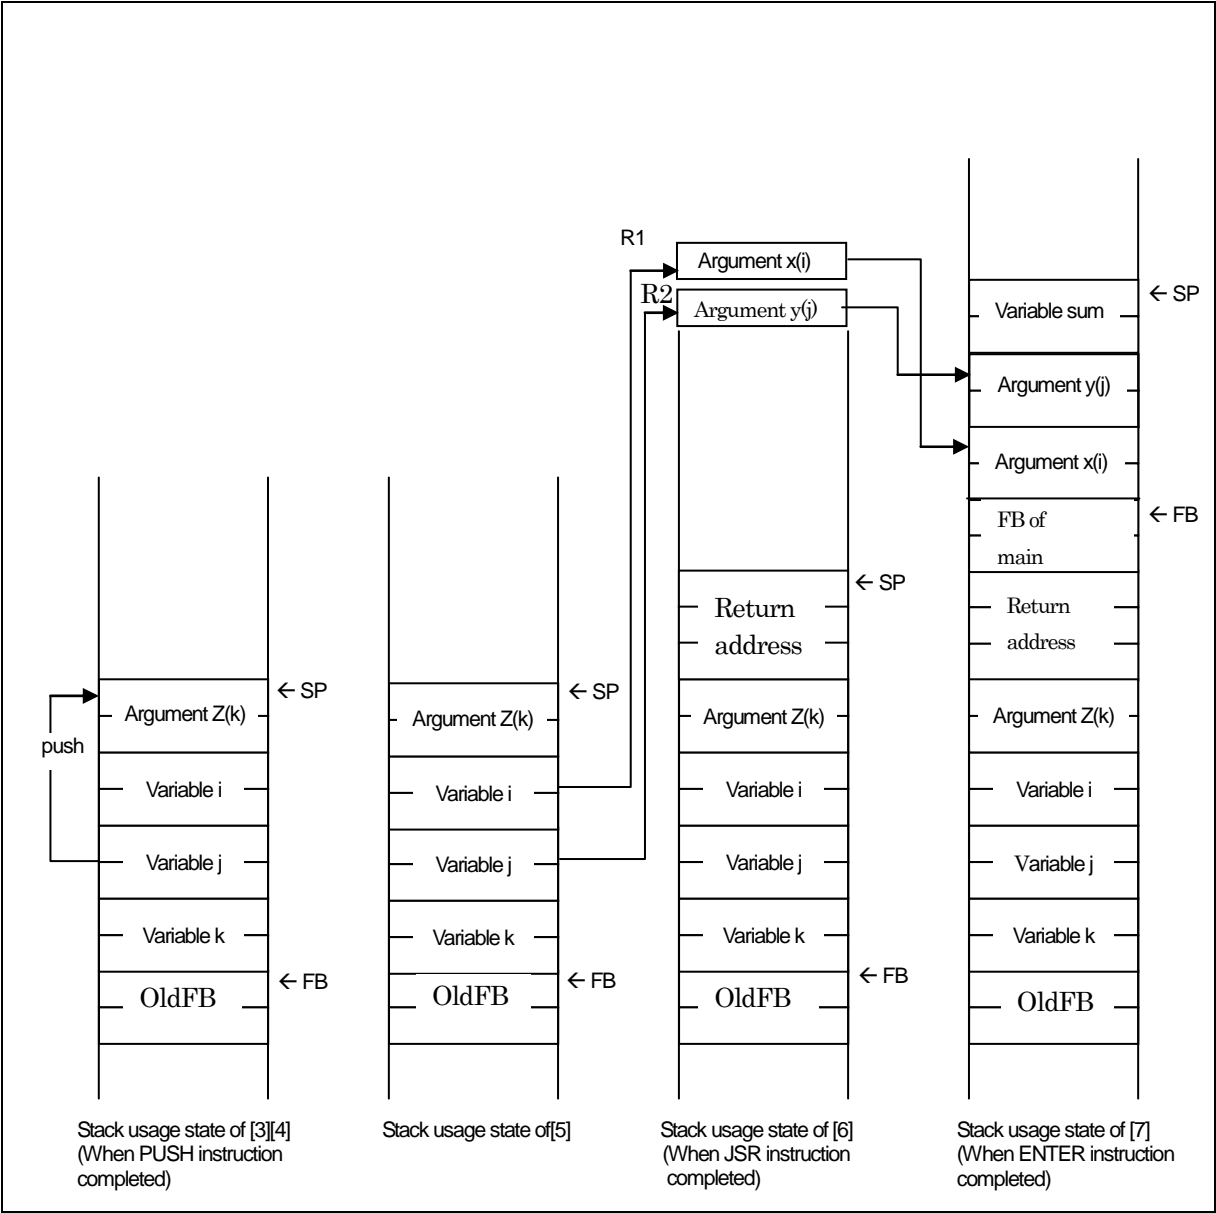 R1
Argument x(i)
R2
Argument y(j)
← SP
Variable sum
Argument y(j)
Argument x(i)
← FB
FB of
main
← SP
Return
address
Return
address
← SP
← SP
push
Argument Z(k)
Argument Z(k)
Argument Z(k)
Argument Z(k)
Variable i
Variable i
Variable i
Variable i
Variable j
Variable j
Variable j
Variable j
Variable k
Variable k
Variable k
Variable k
← FB
← FB
← FB
OldFB
OldFB
OldFB
OldFB
Stack usage state of [3][4]
(When PUSH instruction
completed)
Stack usage state of[5]
Stack usage state of [6]
(When JSR instruction
completed)
Stack usage state of [7]
(When ENTER instruction
completed)